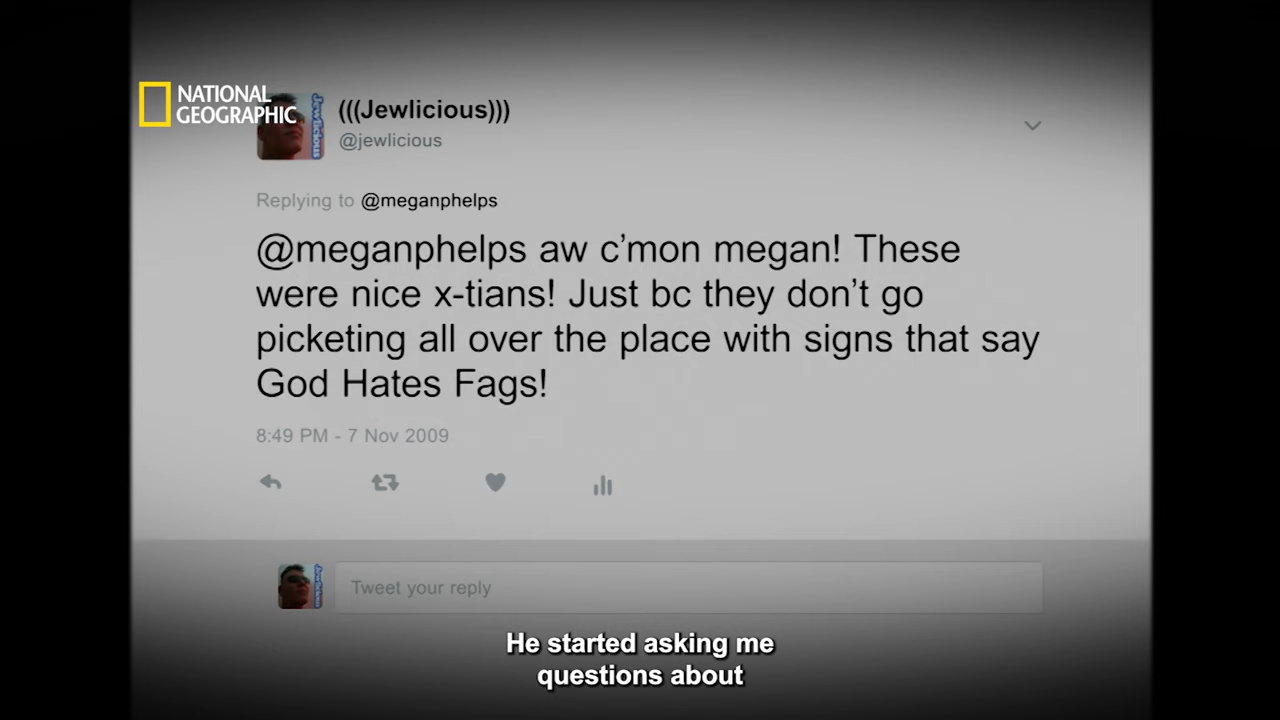 NATIONAL
GEOGRAPHIC
Jewlicious
(((Jewlicious)))
@jewlicious
Replying to @meganphelps
@meganphelps aw c’mon megan! These
were nice x-tians! Just bc they don’t go
picketing all over the place with signs that say
God Hates Fags!
8:49 PM - 7 Nov 2009
Jewlicious
Tweet your reply
He started asking me
questions about